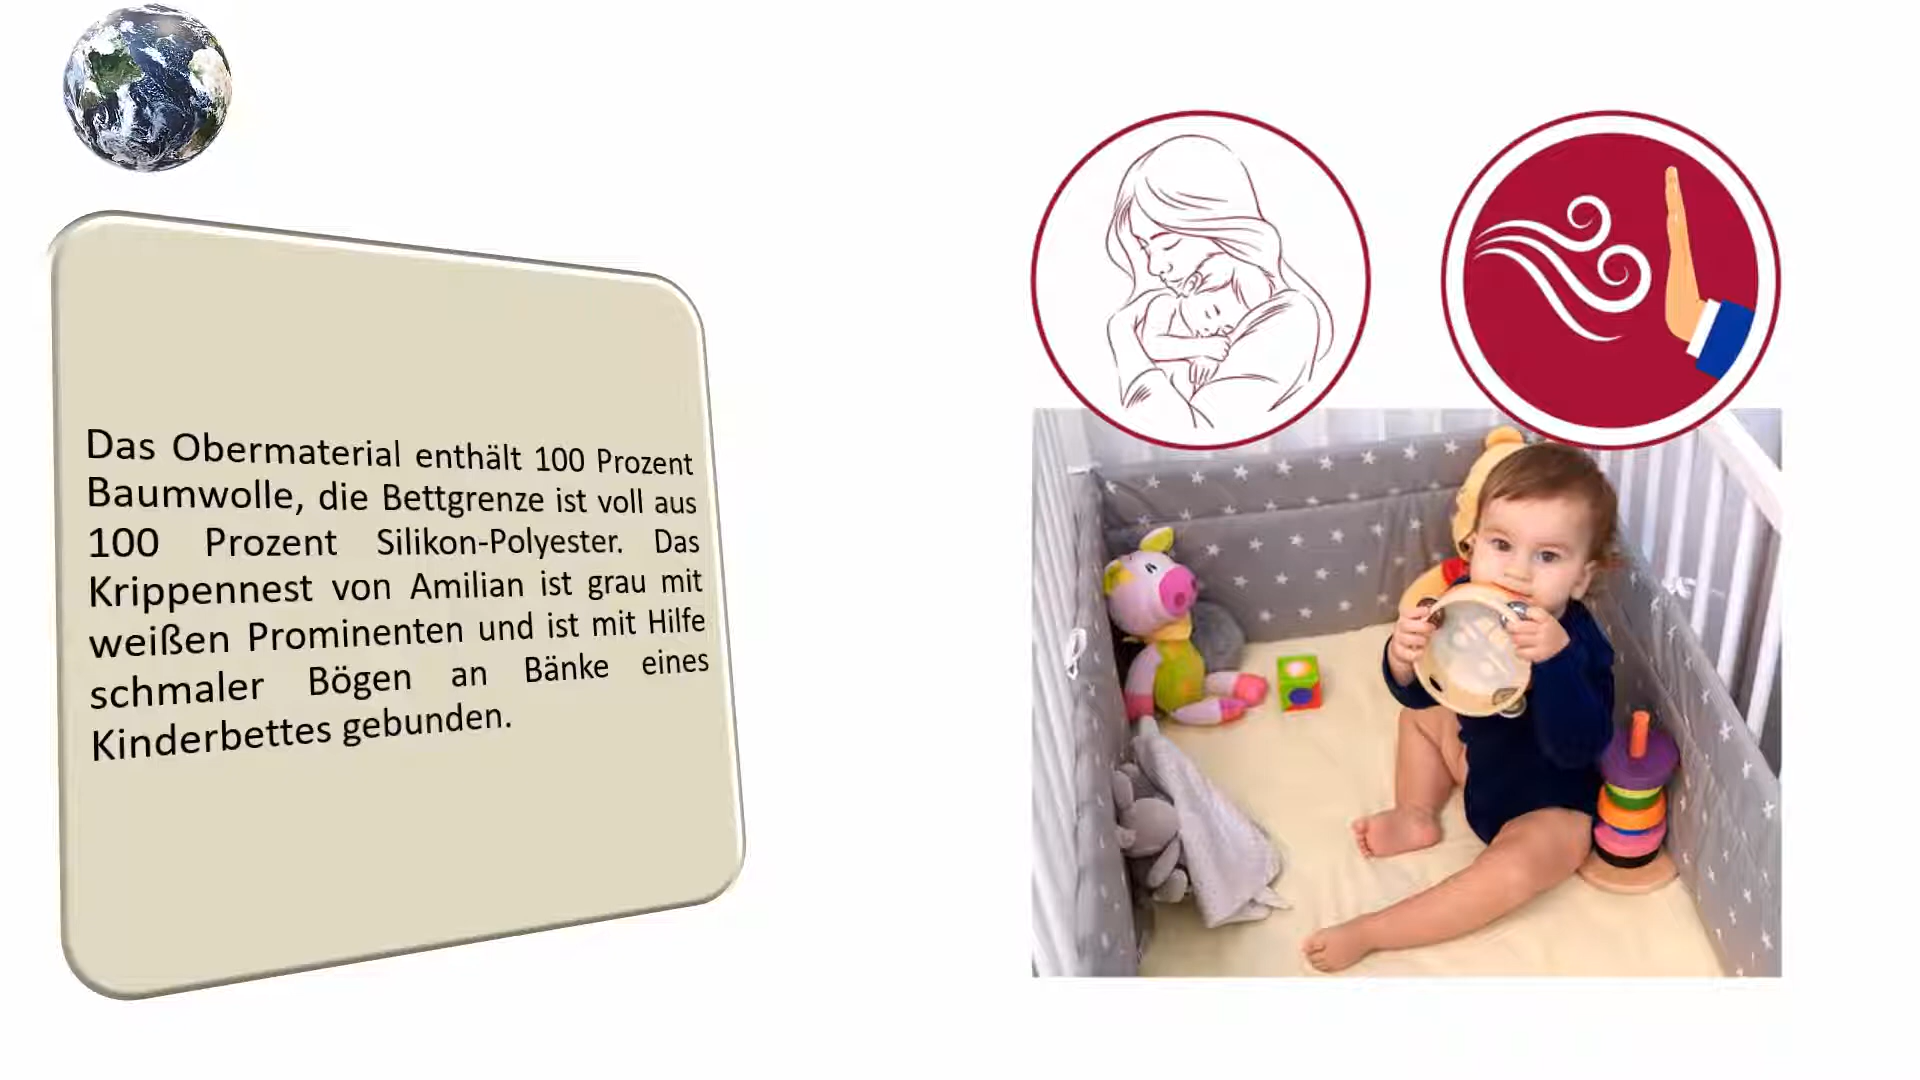 Das Obermaterial enthält 100 Prozent
Baumwolle, die Bettgrenze ist voll aus
100 Prozent Silikon-Polyester. Das
Krippennest von Amilian ist grau mit
weißen Prominenten und ist mit Hilfe
schmaler Bögen an Bänke eines
Kinderbettes gebunden.